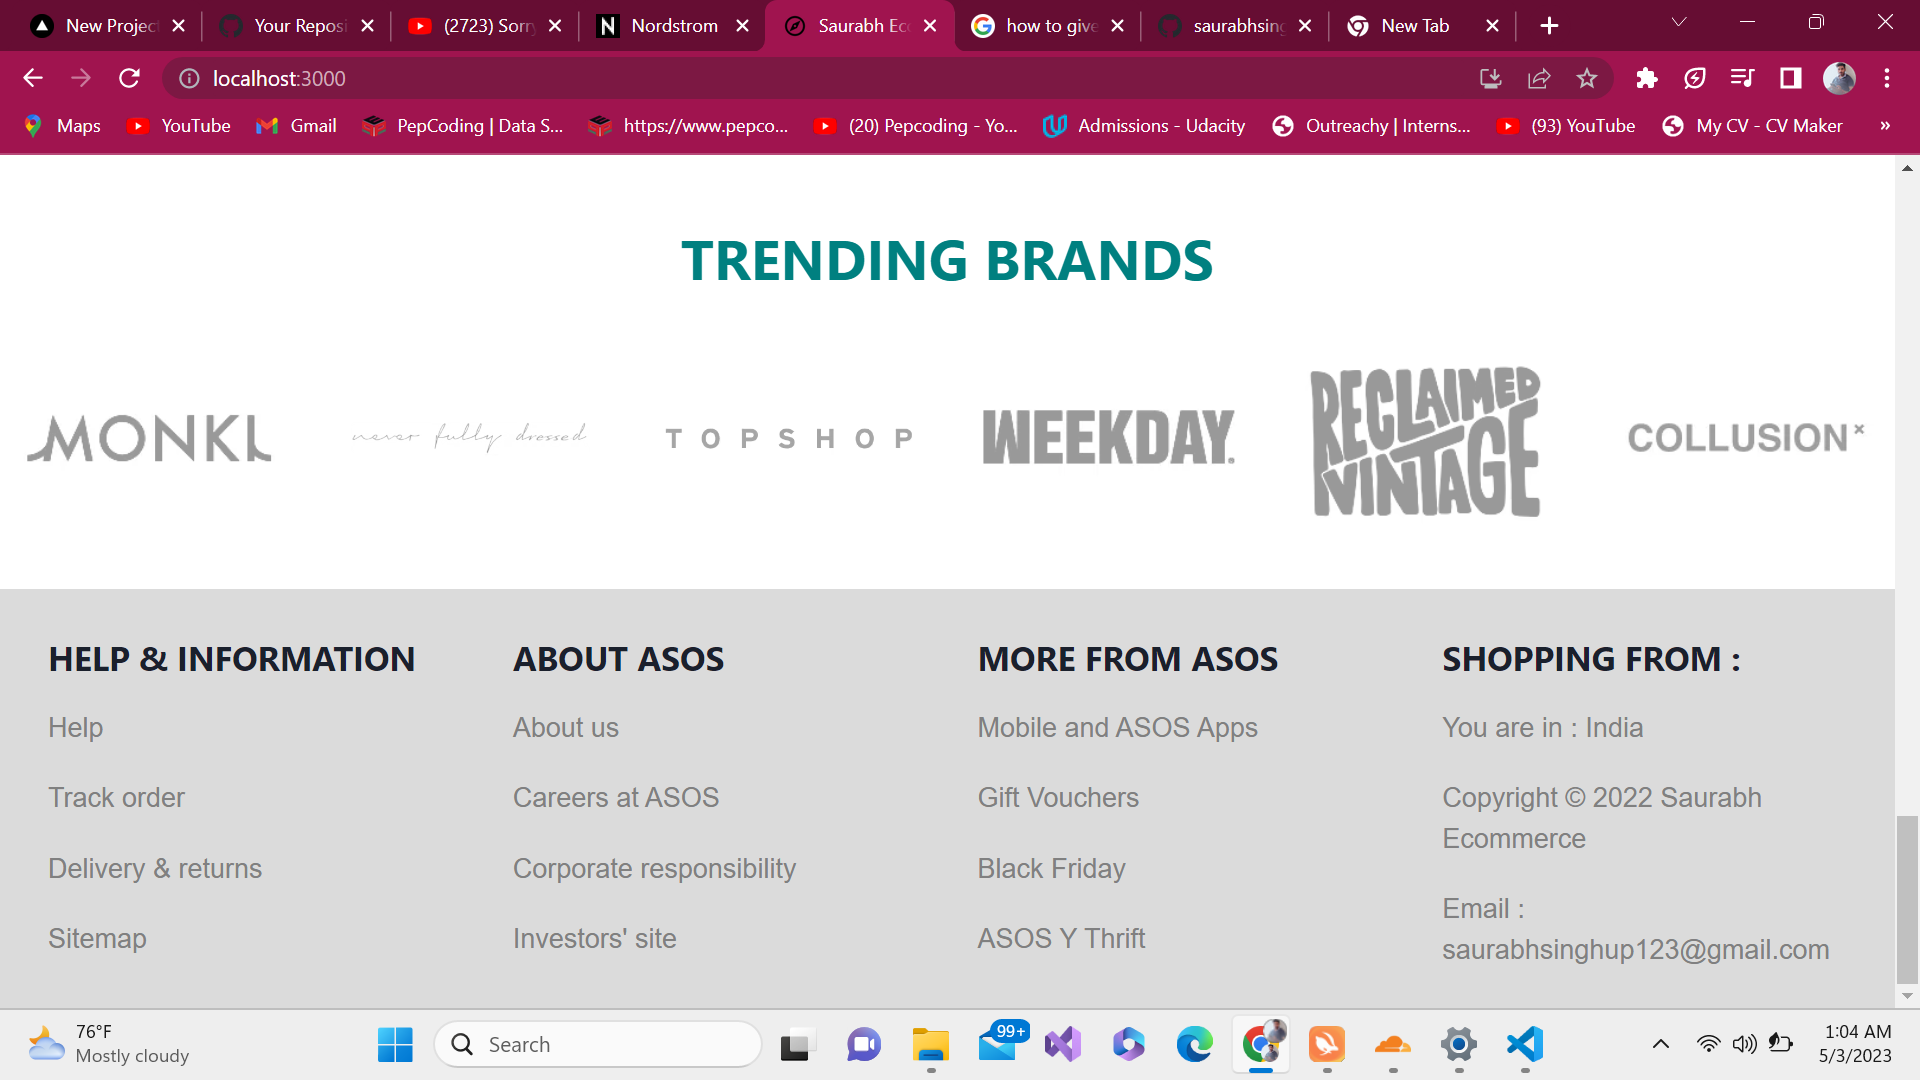 New Project
Your Reposi
(2723) Sorry
Nordstrom
Saurabh Eco
how to give
saurabhsing
New Tab
localhost:3000
Maps
YouTube
Gmail
PepCoding | Data S...
https://www.pepco...
(20) Pepcoding - Yo...
Admissions - Udacity
Outreachy | Interns...
(93) YouTube
My CV - CV Maker
»
TRENDING BRANDS
MONKI
never fully dressed
TOPSHOP
WEEKDAY.
RECLAIMED
VINTAGE
COLLUSION×
HELP & INFORMATION
Help
Track order
Delivery & returns
Sitemap
ABOUT ASOS
About us
Careers at ASOS
Corporate responsibility
Investors' site
MORE FROM ASOS
Mobile and ASOS Apps
Gift Vouchers
Black Friday
ASOS Y Thrift
SHOPPING FROM :
You are in : India
Copyright © 2022 Saurabh
Ecommerce
Email :
saurabhsinghup123@gmail.com
76°F
Mostly cloudy
Search
99+
1:04 AM
5/3/2023